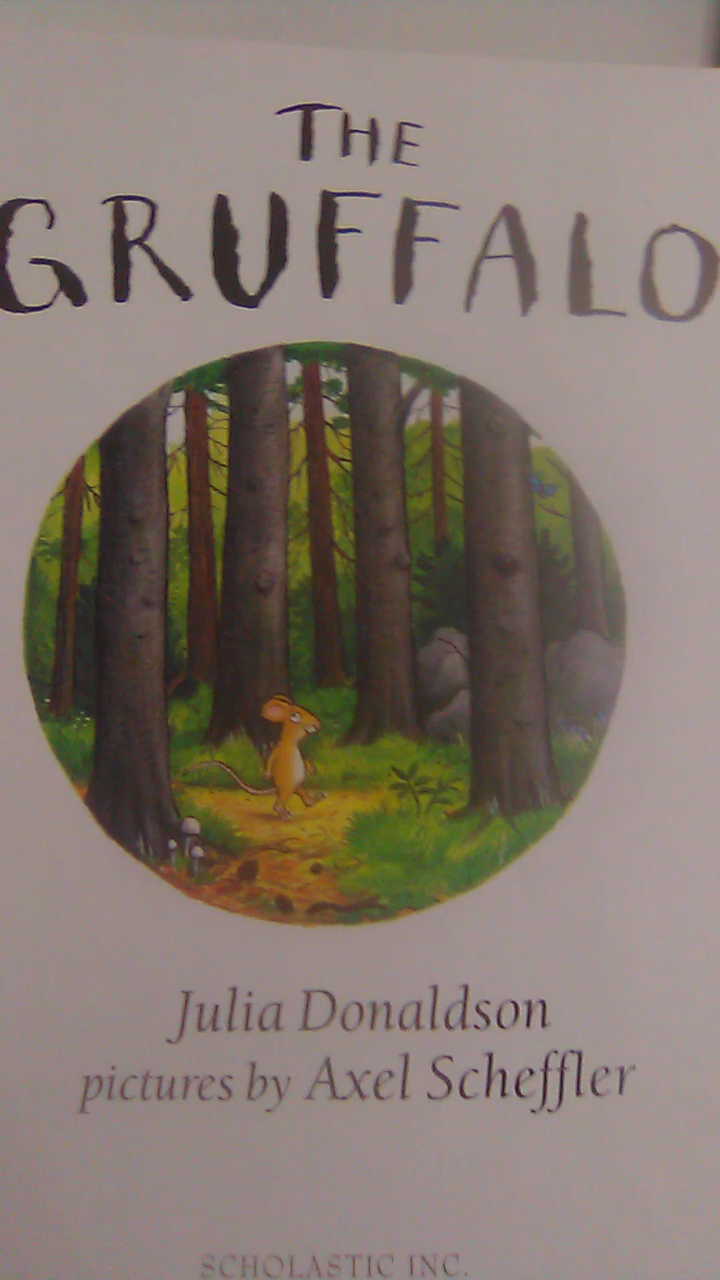 THE
GRUFFALO
Julia Donaldson
pictures by Axel Scheffler
SCHOLASTIC INC.